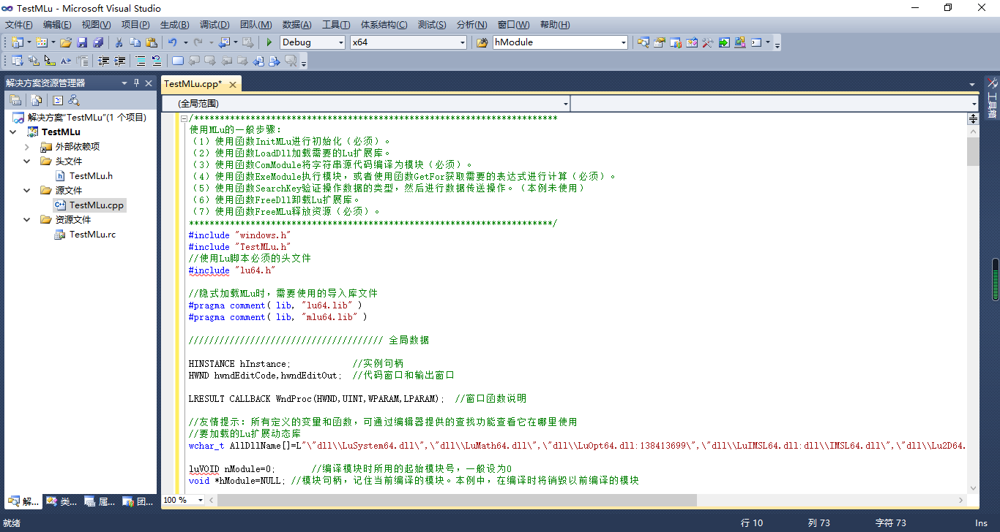 TestMLu - Microsoft Visual Studio
文件(F) 编辑(E) 视图(V) 项目(P) 生成(B) 调试(D) 团队(M) 数据(A) 工具(T) 体系结构(C) 测试(S) 分析(N) 窗口(W) 帮助(H)
Debug x64 hModule
解决方案资源管理器
解决方案"TestMLu"(1 个项目)
TestMLu
外部依赖项
头文件
TestMLu.h
源文件
TestMLu.cpp
资源文件
TestMLu.rc
解... 类... 属... 团...
TestMLu.cpp*
(全局范围)
/***********************************************************************
使用MLu的一般步骤：
（1）使用函数InitMLu进行初始化（必须）。
（2）使用函数LoadDll加载需要的Lu扩展库。
（3）使用函数ComModule将字符串源代码编译为模块（必须）。
（4）使用函数ExeModule执行模块，或者使用函数GetFor获取需要的表达式进行计算（必须）。
（5）使用函数SearchKey验证操作数据的类型，然后进行数据传送操作。（本例未使用）
（6）使用函数FreeDll卸载Lu扩展库。
（7）使用函数FreeMLu释放资源（必须）。
***********************************************************************/
#include "windows.h"
#include "TestMLu.h"
//使用Lu脚本必须的头文件
#include "lu64.h"
//隐式加载MLu时，需要使用的导入库文件
#pragma comment( lib, "lu64.lib" )
#pragma comment( lib, "mlu64.lib" )
////////////////////////////////////// 全局数据
HINSTANCE hInstance; //实例句柄
HWND hwndEditCode,hwndEditOut; //代码窗口和输出窗口
LRESULT CALLBACK WndProc(HWND,UINT,WPARAM,LPARAM); //窗口函数说明
//友情提示：所有定义的变量和函数，可通过编辑器提供的查找功能查看它在哪里使用
//要加载的Lu扩展动态库
wchar_t AllDllName[]=L"\"dll\\LuSystem64.dll\",\"dll\\LuMath64.dll\",\"dll\\LuOpt64.dll:138413699\",\"dll\\LuIMSL64.dll:dll\\IMSL64.dll\",\"dll\\Lu2D64.
luVOID nModule=0; //编译模块时所用的起始模块号，一般设为0
void *hModule=NULL; //模块句柄，记住当前编译的模块。本例中，在编译时将销毁以前编译的模块
100 %
工具箱
就绪 行 10 列 73 字符 73 Ins